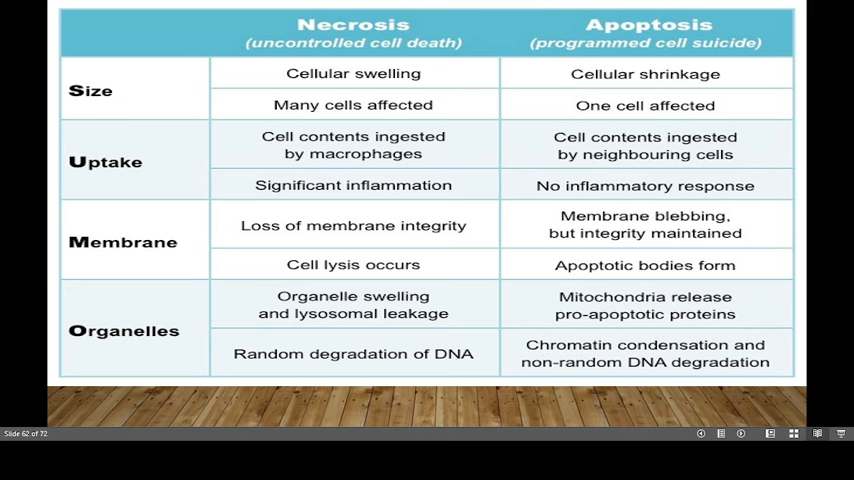 Necrosis
(uncontrolled cell death)
Apoptosis
(programmed cell suicide)
Size
Cellular swelling
Cellular shrinkage
Many cells affected
One cell affected
Uptake
Cell contents ingested
by macrophages
Cell contents ingested
by neighbouring cells
Significant inflammation
No inflammatory response
Membrane
Loss of membrane integrity
Membrane blebbing,
but integrity maintained
Cell lysis occurs
Apoptotic bodies form
Organelles
Organelle swelling
and lysosomal leakage
Mitochondria release
pro-apoptotic proteins
Random degradation of DNA
Chromatin condensation and
non-random DNA degradation
Slide 62 of 72